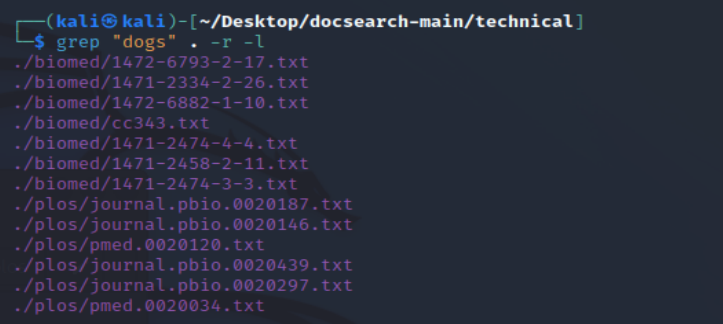 ┌──(kali㉿kali)-[~/Desktop/docsearch-main/technical]
└─$ grep "dogs" . -r -l
./biomed/1472-6793-2-17.txt
./biomed/1471-2334-2-26.txt
./biomed/1472-6882-1-10.txt
./biomed/cc343.txt
./biomed/1471-2474-4-4.txt
./biomed/1471-2458-2-11.txt
./biomed/1471-2474-3-3.txt
./plos/journal.pbio.0020187.txt
./plos/journal.pbio.0020146.txt
./plos/pmed.0020120.txt
./plos/journal.pbio.0020439.txt
./plos/journal.pbio.0020297.txt
./plos/pmed.0020034.txt